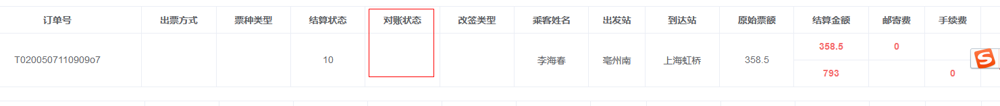 订单号 出票方式 票种类型 结算状态 对账状态 改签类型 乘客姓名 出发站 到达站 原始票额 结算金额 邮寄费 手续费
358.5 0
T0200507110909o7 10 李海春 亳州南 上海虹桥 358.5
793 0